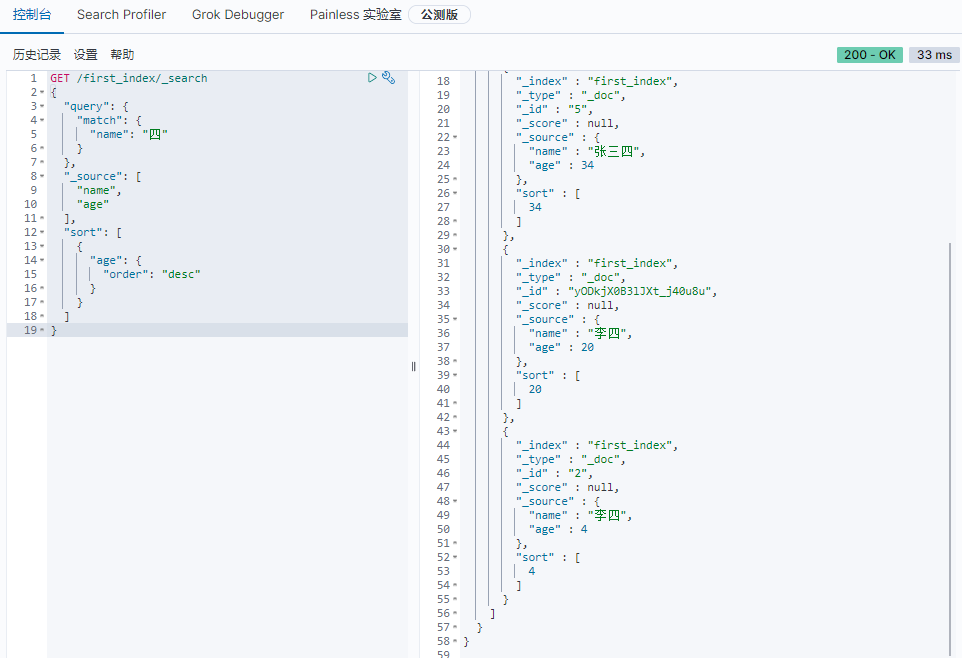 控制台 Search Profiler Grok Debugger Painless 实验室 公测版
历史记录 设置 帮助 200 - OK 33 ms
1 GET /first_index/_search
2 {
3 "query": {
4 "match": {
5 "name": "四"
6 }
7 },
8 "_source": [
9 "name",
10 "age"
11 ],
12 "sort": [
13 {
14 "age": {
15 "order": "desc"
16 }
17 }
18 ]
19 }
18 "_index" : "first_index",
19 "_type" : "_doc",
20 "_id" : "5",
21 "_score" : null,
22 "_source" : {
23 "name" : "张三四",
24 "age" : 34
25 },
26 "sort" : [
27 34
28 ]
29 },
30 {
31 "_index" : "first_index",
32 "_type" : "_doc",
33 "_id" : "yODkjX0B3lJXt_j40u8u",
34 "_score" : null,
35 "_source" : {
36 "name" : "李四",
37 "age" : 20
38 },
39 "sort" : [
40 20
41 ]
42 },
43 {
44 "_index" : "first_index",
45 "_type" : "_doc",
46 "_id" : "2",
47 "_score" : null,
48 "_source" : {
49 "name" : "李四",
50 "age" : 4
51 },
52 "sort" : [
53 4
54 ]
55 }
56 ]
57 }
58 }
59